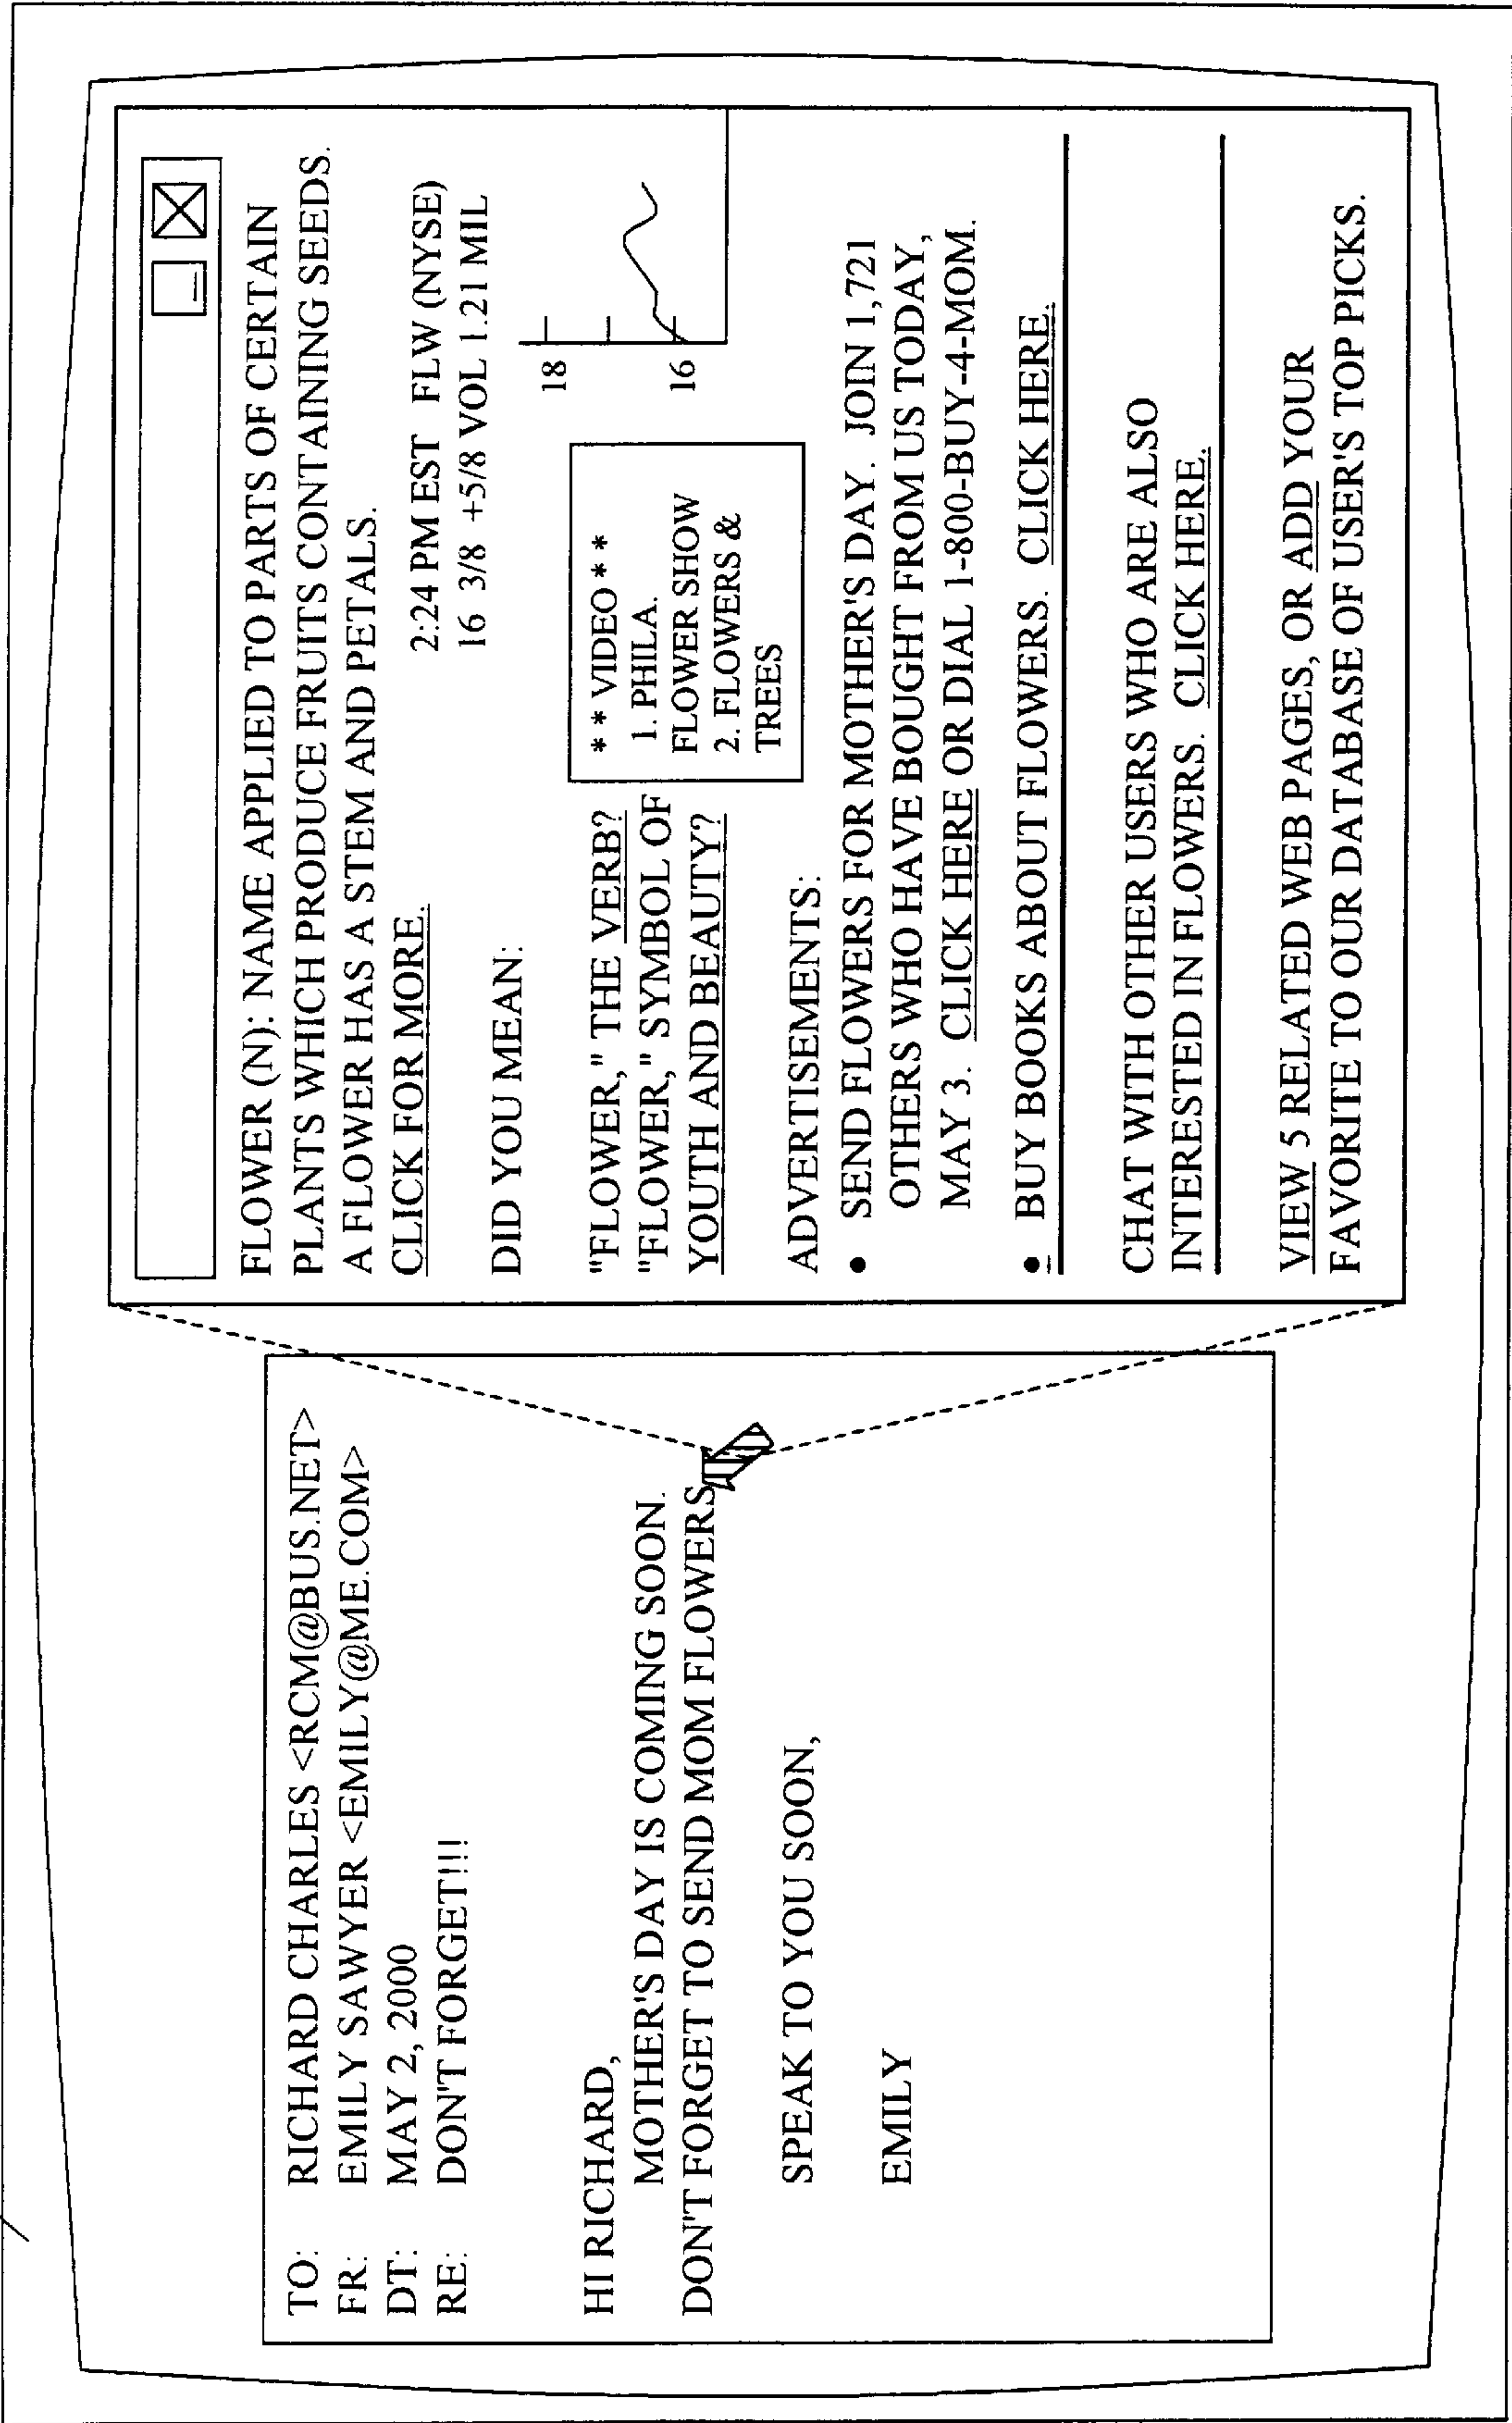 TO: RICHARD CHARLES <RCM@BUS.NET>
FR: EMILY SAWYER <EMILY@ME.COM>
DT: MAY 2, 2000
RE: DON'T FORGET!!!
HI RICHARD,
MOTHER'S DAY IS COMING SOON.
DON'T FORGET TO SEND MOM FLOWERS
SPEAK TO YOU SOON,
EMILY
FLOWER (N): NAME APPLIED TO PARTS OF CERTAIN
PLANTS WHICH PRODUCE FRUITS CONTAINING SEEDS.
A FLOWER HAS A STEM AND PETALS.
CLICK FOR MORE.
2:24 PM EST FLW (NYSE)
16 3/8 +5/8 VOL 1.21 MIL
DID YOU MEAN:
"FLOWER," THE VERB?
"FLOWER," SYMBOL OF
YOUTH AND BEAUTY?
* * VIDEO * *
1. PHILA.
FLOWER SHOW
2. FLOWERS &
TREES
18
16
ADVERTISEMENTS:
• SEND FLOWERS FOR MOTHER'S DAY. JOIN 1,721
OTHERS WHO HAVE BOUGHT FROM US TODAY,
MAY 3. CLICK HERE OR DIAL 1-800-BUY-4-MOM.
• BUY BOOKS ABOUT FLOWERS. CLICK HERE.
CHAT WITH OTHER USERS WHO ARE ALSO
INTERESTED IN FLOWERS. CLICK HERE.
VIEW 5 RELATED WEB PAGES, OR ADD YOUR
FAVORITE TO OUR DATABASE OF USER'S TOP PICKS.